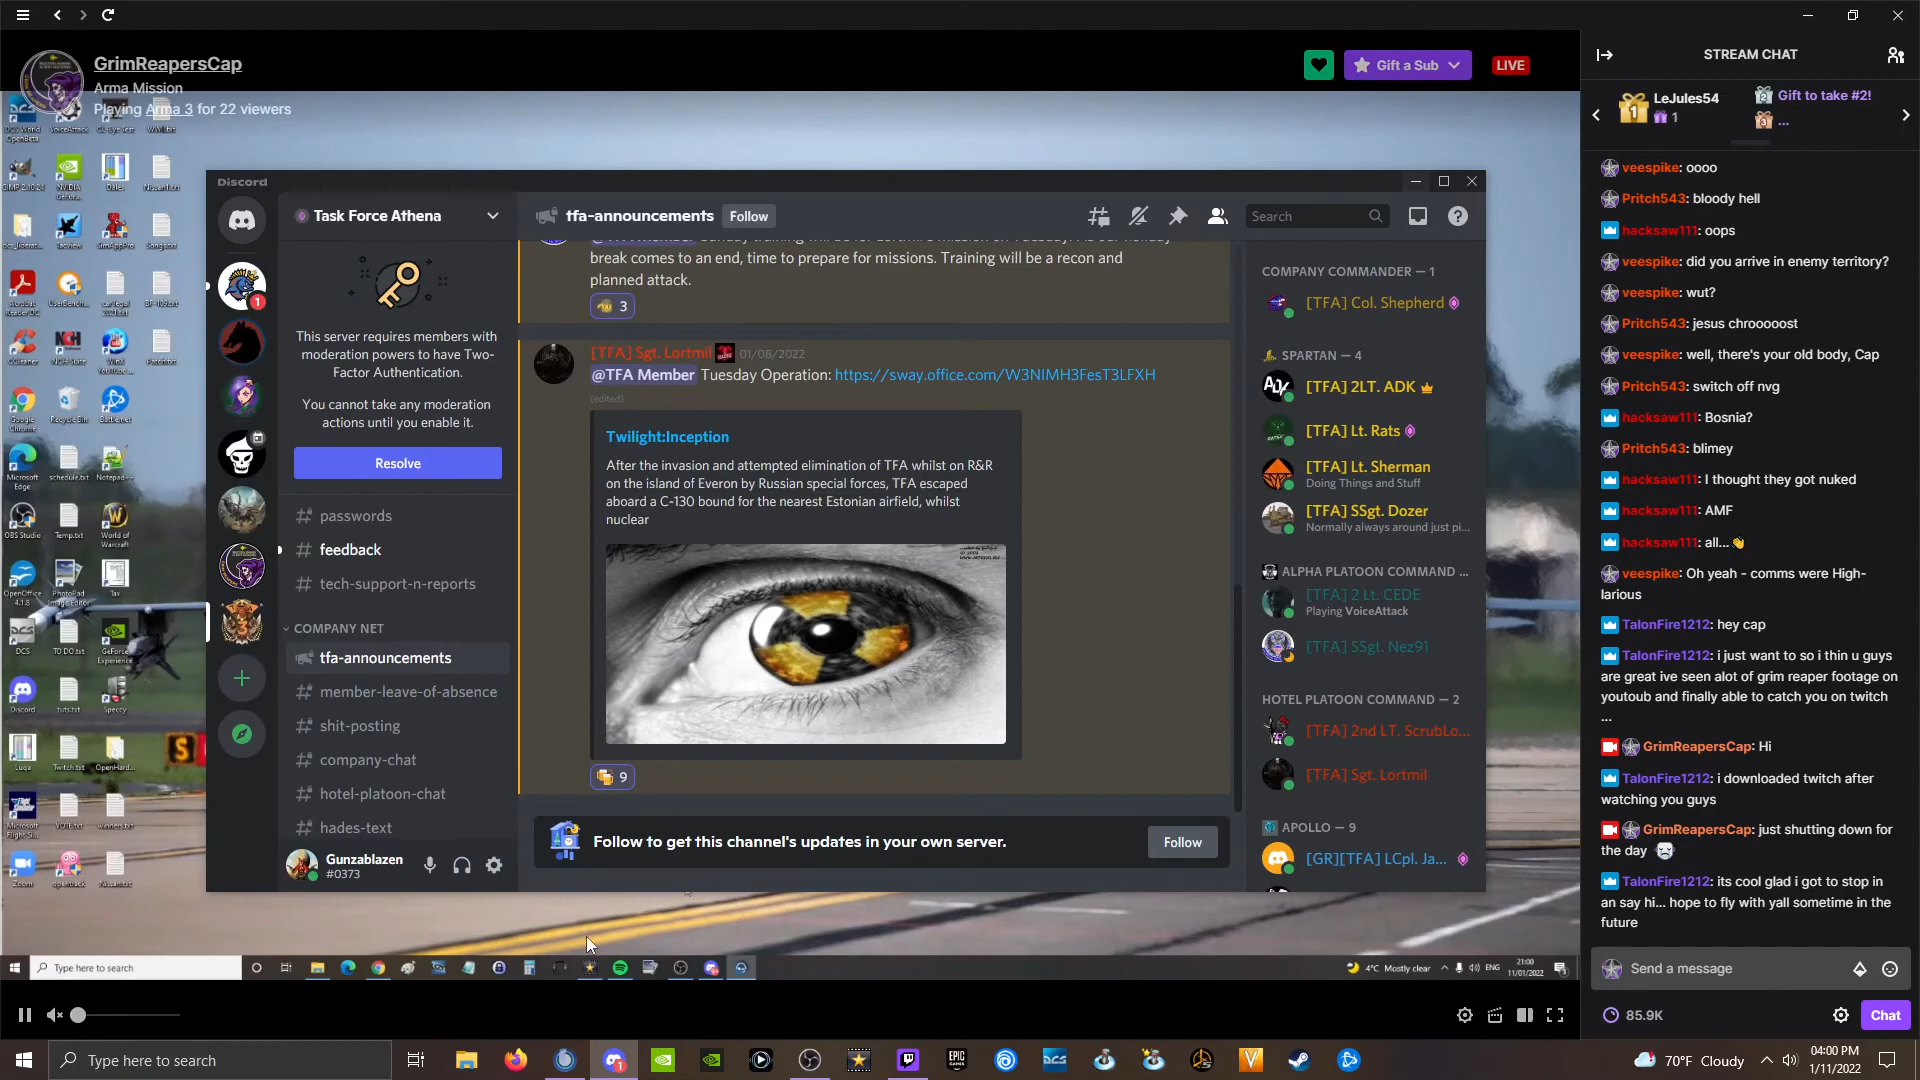 GrimReapersCap
Arma Mission
Playing Arma 3 for 22 viewers
Gift a Sub
LIVE
Discord
Task Force Athena
This server requires members with
moderation powers to have Two-
Factor Authentication.
You cannot take any moderation
actions until you enable it.
Resolve
passwords
feedback
tech-support-n-reports
COMPANY NET
tfa-announcements
member-leave-of-absence
shit-posting
company-chat
hotel-platoon-chat
hades-text
Gunzablazen
#0373
tfa-announcements
Follow
Search
break comes to an end, time to prepare for missions. Training will be a recon and
planned attack.
3
[TFA] Sgt. Lortmil 01/08/2022
@TFA Member Tuesday Operation: https://sway.office.com/W3NIMH3FesT3LFXH
(edited)
Twilight:Inception
After the invasion and attempted elimination of TFA whilst on R&R
on the island of Everon by Russian special forces, TFA escaped
aboard a C-130 bound for the nearest Estonian airfield, whilst
nuclear
9
Follow to get this channel's updates in your own server.
Follow
COMPANY COMMANDER — 1
[TFA] Col. Shepherd
SPARTAN — 4
[TFA] 2LT. ADK
[TFA] Lt. Rats
[TFA] Lt. Sherman
Doing Things and Stuff
[TFA] SSgt. Dozer
Normally always around just pi...
ALPHA PLATOON COMMAND ...
[TFA] 2 Lt. CEDE
Playing VoiceAttack
[TFA] SSgt. Nez91
HOTEL PLATOON COMMAND — 2
[TFA] 2nd LT. ScrubLo...
[TFA] Sgt. Lortmil
APOLLO — 9
[GR][TFA] LCpl. Ja...
Type here to search
4°C Mostly clear
ENG
21:00
11/01/2022
STREAM CHAT
LeJules54
1
Gift to take #2!
...
veespike: oooo
Pritch543: bloody hell
hacksaw111: oops
veespike: did you arrive in enemy territory?
veespike: wut?
Pritch543: jesus chrooooost
veespike: well, there's your old body, Cap
Pritch543: switch off nvg
hacksaw111: Bosnia?
Pritch543: blimey
hacksaw111: I thought they got nuked
hacksaw111: AMF
hacksaw111: all...
veespike: Oh yeah - comms were High-
larious
TalonFire1212: hey cap
TalonFire1212: i just want to so i thin u guys
are great ive seen alot of grim reaper footage on
youtoub and finally able to catch you on twitch
...
GrimReapersCap: Hi
TalonFire1212: i downloaded twitch after
watching you guys
GrimReapersCap: just shutting down for
the day
TalonFire1212: its cool glad i got to stop in
an say hi... hope to fly with yall sometime in the
future
Send a message
85.9K
Chat
Type here to search
70°F Cloudy
04:00 PM
1/11/2022